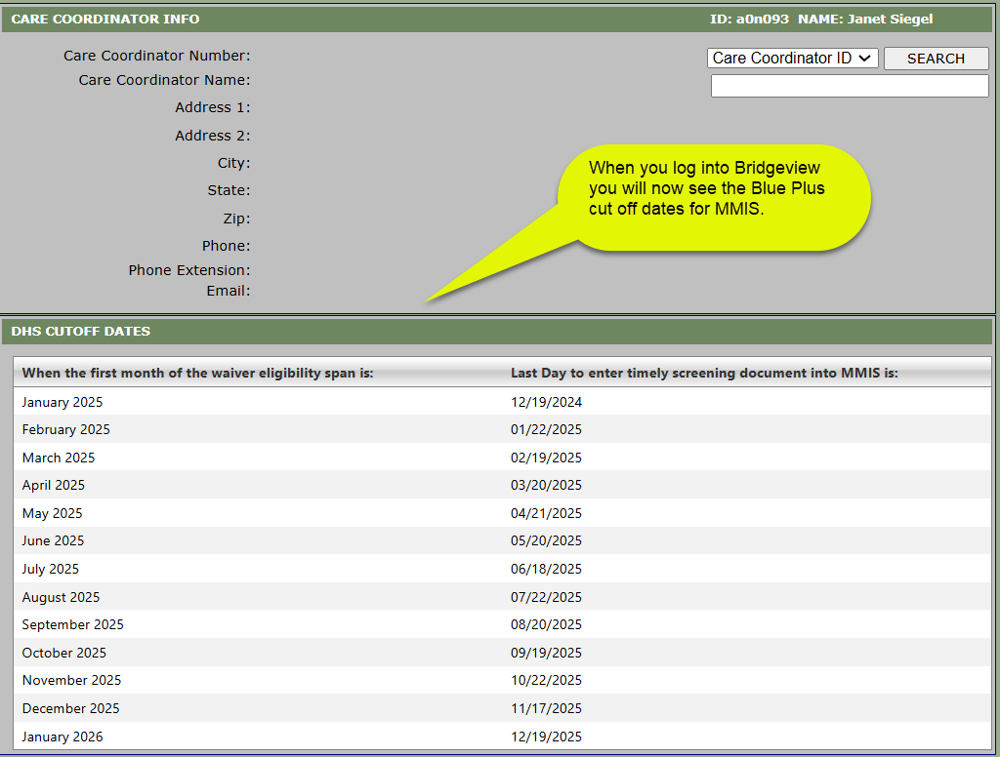 CARE COORDINATOR INFO
ID: a0n093 NAME: Janet Siegel
Care Coordinator Number:
Care Coordinator ID
SEARCH
Care Coordinator Name:
Address 1:
Address 2:
City:
State:
Zip:
Phone:
Phone Extension:
Email:
When you log into Bridgeview
you will now see the Blue Plus
cut off dates for MMIS.
DHS CUTOFF DATES
When the first month of the waiver eligibility span is: Last Day to enter timely screening document into MMIS is:
January 2025 12/19/2024
February 2025 01/22/2025
March 2025 02/19/2025
April 2025 03/20/2025
May 2025 04/21/2025
June 2025 05/20/2025
July 2025 06/18/2025
August 2025 07/22/2025
September 2025 08/20/2025
October 2025 09/19/2025
November 2025 10/22/2025
December 2025 11/17/2025
January 2026 12/19/2025